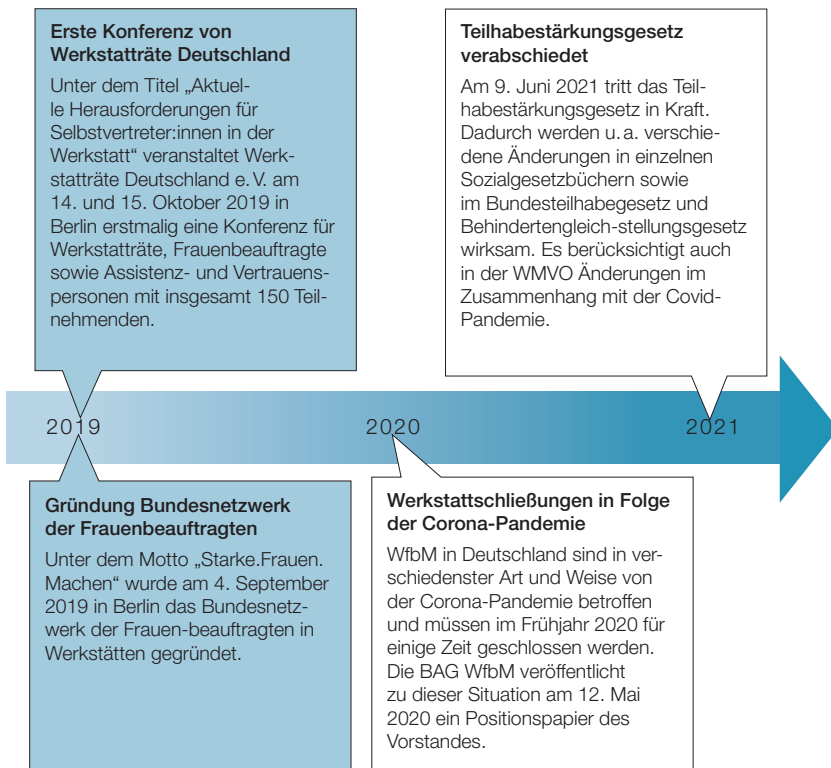 Erste Konferenz von
Werkstatträte Deutschland
Unter dem Titel „Aktuel-
le Herausforderungen für
Selbstvertreter:innen in der
Werkstatt“ veranstaltet Werk-
statträte Deutschland e. V. am
14. und 15. Oktober 2019 in
Berlin erstmalig eine Konferenz für
Werkstatträte, Frauenbeauftragte
sowie Assistenz- und Vertrauens-
personen mit insgesamt 150 Teil-
nehmenden.
Teilhabestärkungsgesetz
verabschiedet
Am 9. Juni 2021 tritt das Teil-
habestärkungsgesetz in Kraft.
Dadurch werden u. a. verschie-
dene Änderungen in einzelnen
Sozialgesetzbüchern sowie
im Bundesteilhabegesetz und
Behindertengleich-stellungsgesetz
wirksam. Es berücksichtigt auch
in der WMVO Änderungen im
Zusammenhang mit der Covid-
Pandemie.
2019
2020
2021
Gründung Bundesnetzwerk
der Frauenbeauftragten
Unter dem Motto „Starke.Frauen.
Machen“ wurde am 4. September
2019 in Berlin das Bundesnetz-
werk der Frauen-beauftragten in
Werkstätten gegründet.
Werkstattschließungen in Folge
der Corona-Pandemie
WfbM in Deutschland sind in ver-
schiedenster Art und Weise von
der Corona-Pandemie betroffen
und müssen im Frühjahr 2020 für
einige Zeit geschlossen werden.
Die BAG WfbM veröffentlicht
zu dieser Situation am 12. Mai
2020 ein Positionspapier des
Vorstandes.